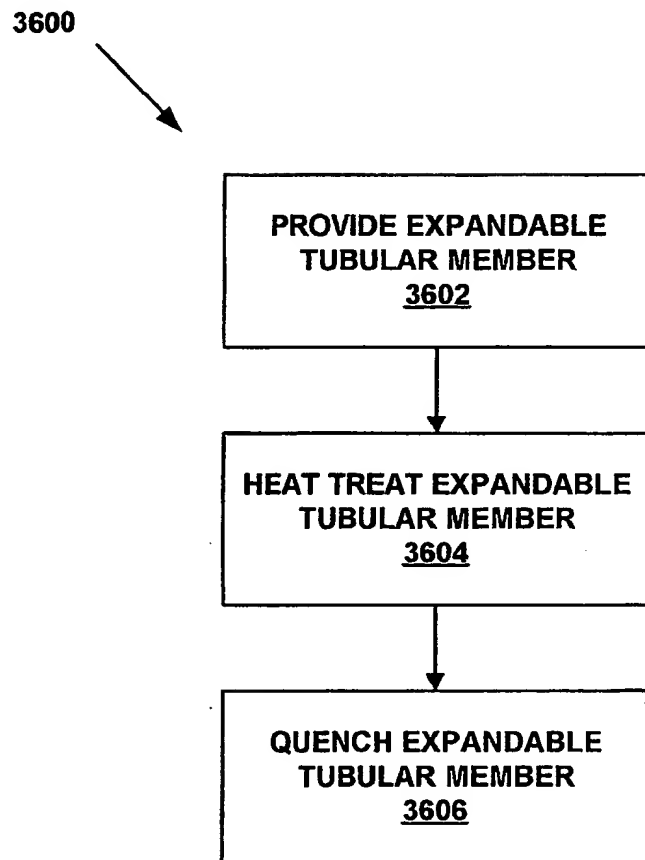 3600
PROVIDE EXPANDABLE
TUBULAR MEMBER
3602
HEAT TREAT EXPANDABLE
TUBULAR MEMBER
3604
QUENCH EXPANDABLE
TUBULAR MEMBER
3606